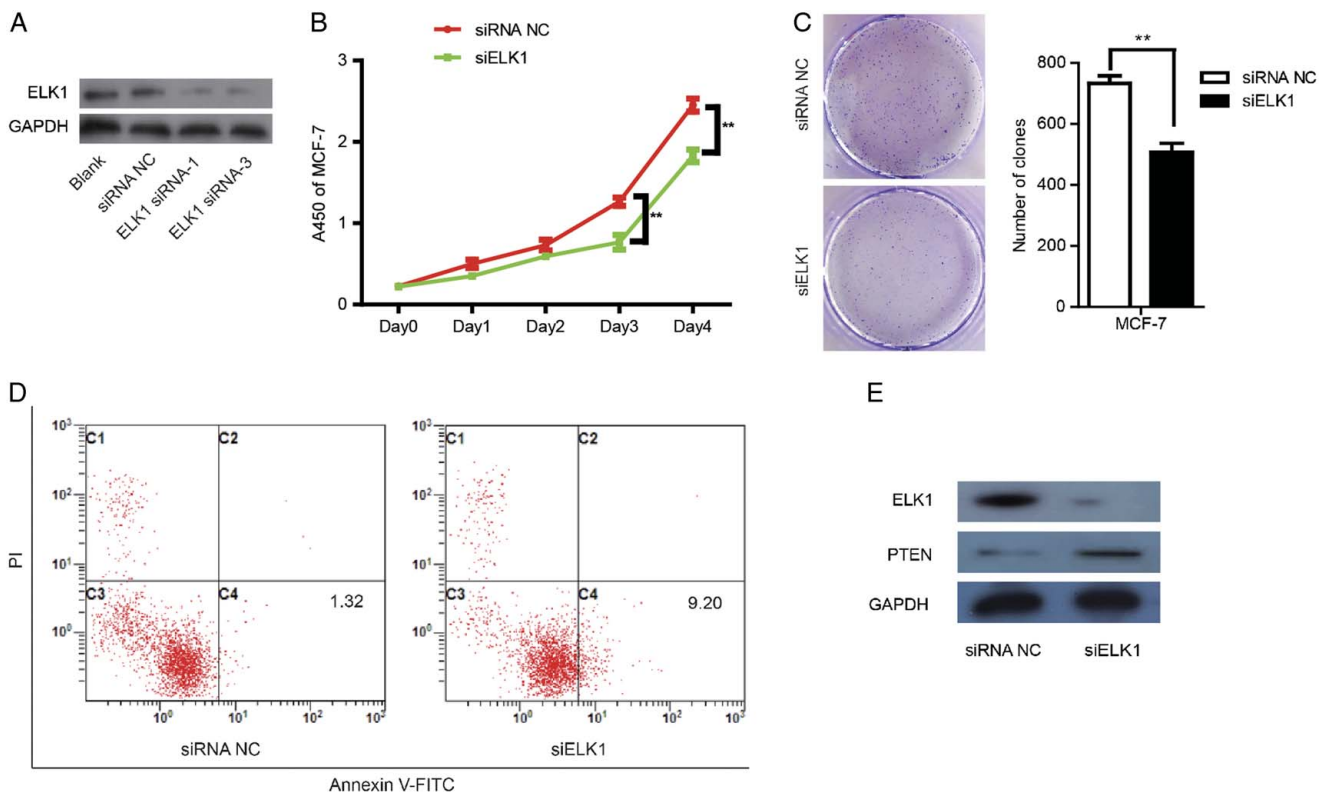 A
ELK1
GAPDH
Blank
siRNA NC
ELK1 siRNA-1
ELK1 siRNA-3
B
siRNA NC
siELK1
A450 of MCF-7
3
2
1
0
Day0 Day1 Day2 Day3 Day4
**
**
C
siRNA NC
siELK1
**
siRNA NC
siELK1
Number of clones
800
600
400
200
0
MCF-7
D
PI
10³
10²
10¹
10⁰
C1 C2
C3 C4
1.32
10⁰ 10¹ 10² 10³
siRNA NC
10³
10²
10¹
10⁰
C1 C2
C3 C4
9.20
10⁰ 10¹ 10² 10³
siELK1
Annexin V-FITC
E
ELK1
PTEN
GAPDH
siRNA NC siELK1